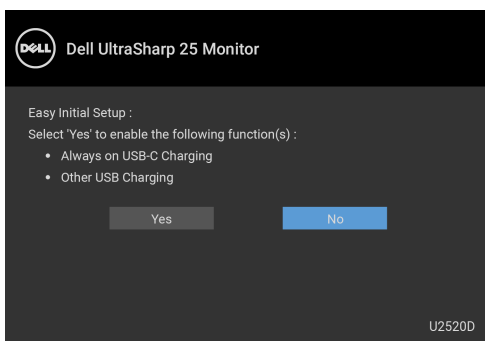 DELL
Dell UltraSharp 25 Monitor
Easy Initial Setup :
Select 'Yes' to enable the following function(s) :
• Always on USB-C Charging
• Other USB Charging
Yes
No
U2520D